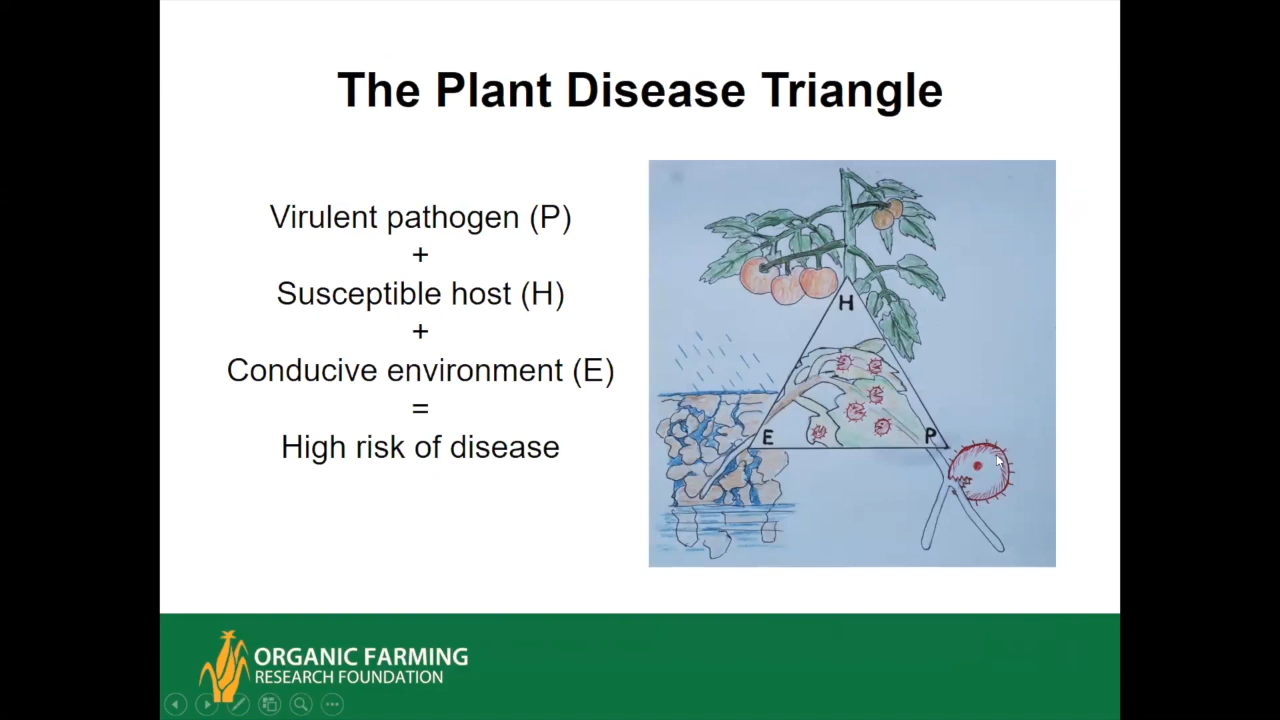 The Plant Disease Triangle
Virulent pathogen (P)
+
Susceptible host (H)
+
Conducive environment (E)
=
High risk of disease
H
E
P
ORGANIC FARMING
RESEARCH FOUNDATION